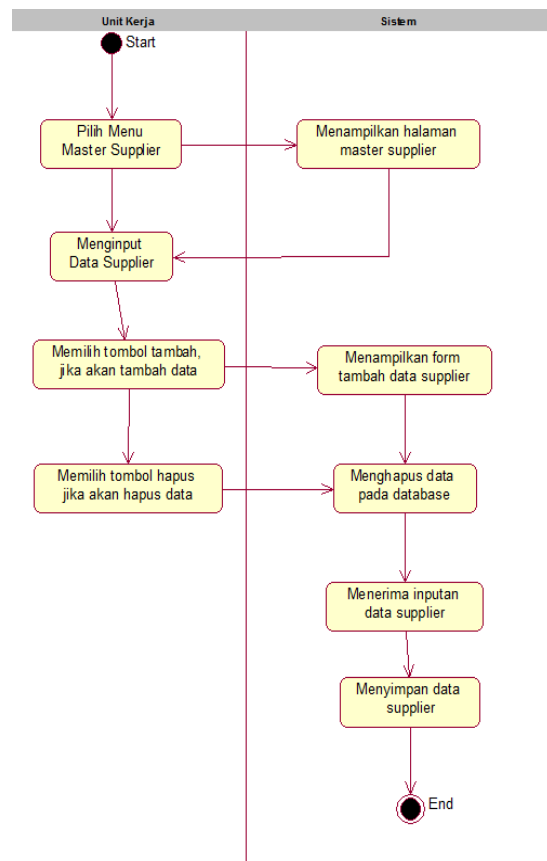 Unit Kerja
Sistem
Start
Pilih Menu
Master Supplier
Menampilkan halaman
master supplier
Menginput
Data Supplier
Memilih tombol tambah,
jika akan tambah data
Menampilkan form
tambah data supplier
Memilih tombol hapus
jika akan hapus data
Menghapus data
pada database
Menerima inputan
data supplier
Menyimpan data
supplier
End